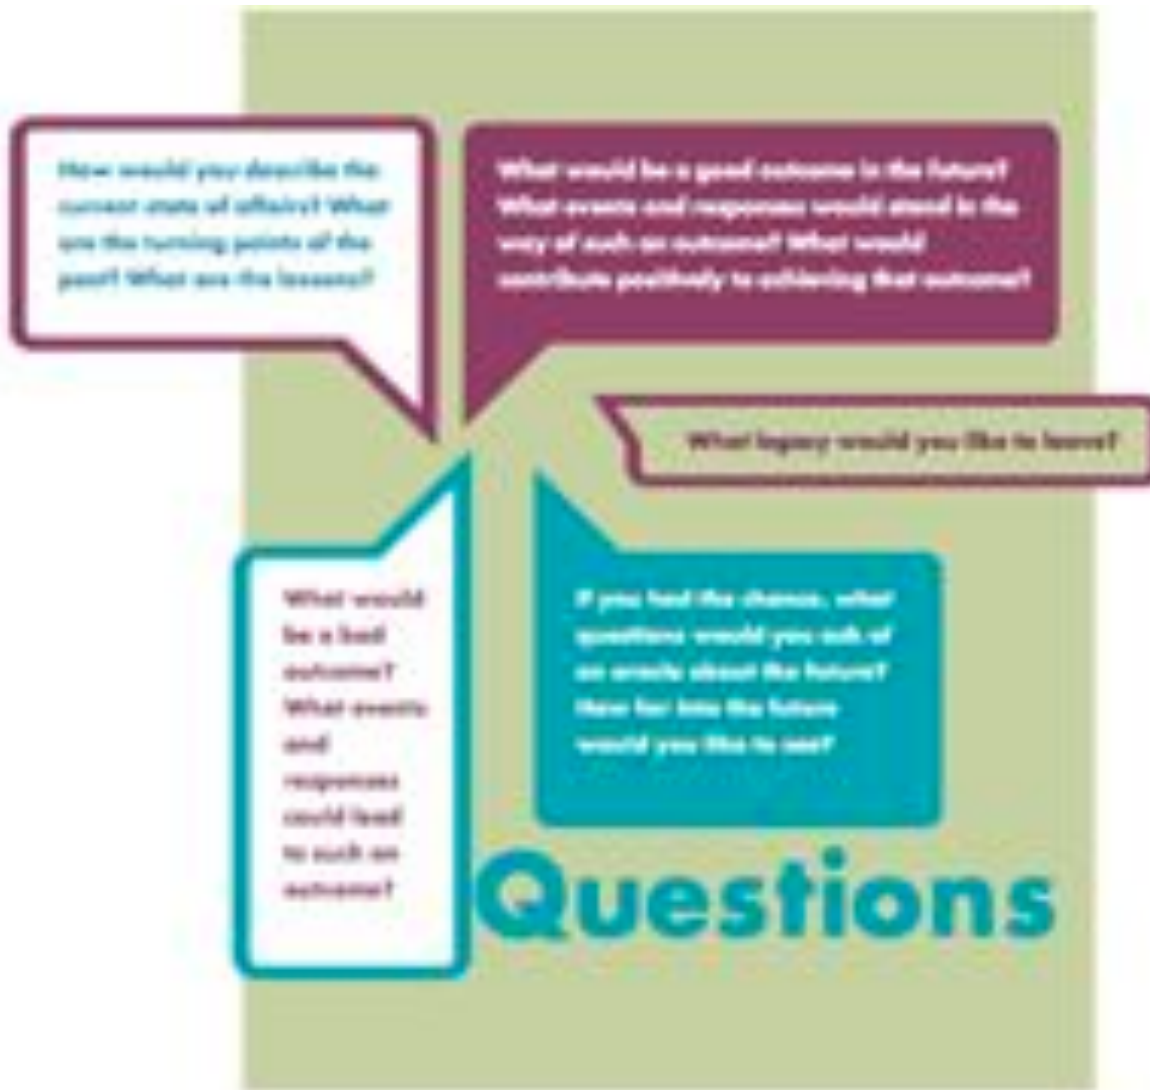 How would you describe the
current state of affairs? What
are the turning points of the
past? What are the lessons?
What would be a good outcome in the future?
What events and responses would stand in the
way of such an outcome? What would
contribute positively to achieving that outcome?
What legacy would you like to leave?
What would
be a bad
outcome?
What events
and
responses
could lead
to such an
outcome?
If you had the chance, what
questions would you ask of
an oracle about the future?
How far into the future
would you like to see?
Questions